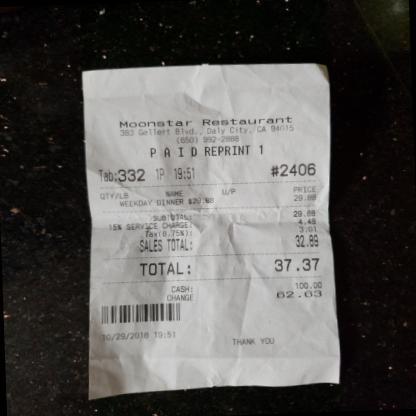 Moonstar Restaurant
383 Gellert Blvd., Daly City, CA 94015
(650) 992-2888
P A I D REPRINT 1
Tab:332 1P 19:51 #2406
QTY/LB NAME U/P PRICE
WEEKDAY DINNER $29.88 29.88
SUBTOTAL: 29.88
15% SERVICE CHARGE: 4.48
Tax(8.75%): 3.01
SALES TOTAL: 32.89
TOTAL: 37.37
CASH: 100.00
CHANGE 62.63
10/29/2018 19:51
THANK YOU